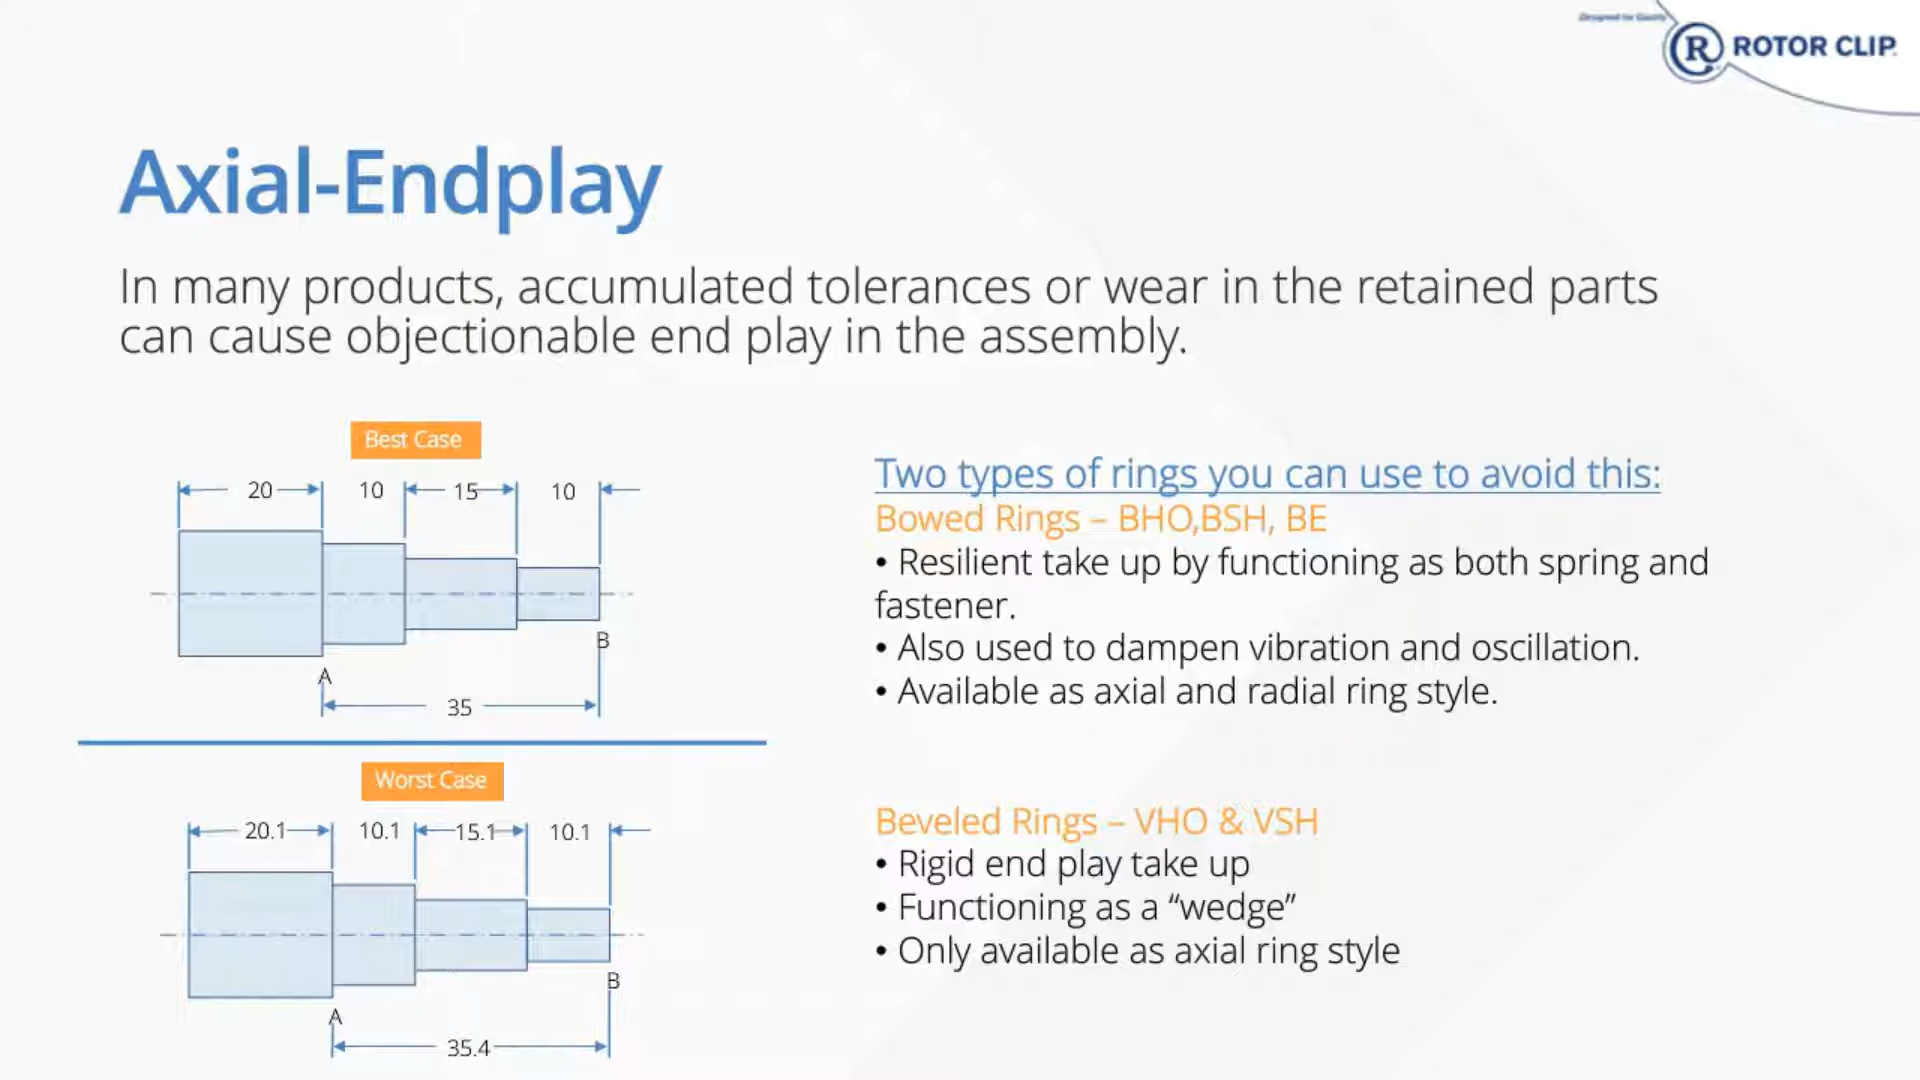 Designed for Quality
R ROTOR CLIP
Axial-Endplay
In many products, accumulated tolerances or wear in the retained parts
can cause objectionable end play in the assembly.
Best Case
20 10 15 10
B
A
35
Worst Case
20.1 10.1 15.1 10.1
B
A
35.4
Two types of rings you can use to avoid this:
Bowed Rings – BHO,BSH, BE
• Resilient take up by functioning as both spring and
fastener.
• Also used to dampen vibration and oscillation.
• Available as axial and radial ring style.
Beveled Rings – VHO & VSH
• Rigid end play take up
• Functioning as a “wedge”
• Only available as axial ring style